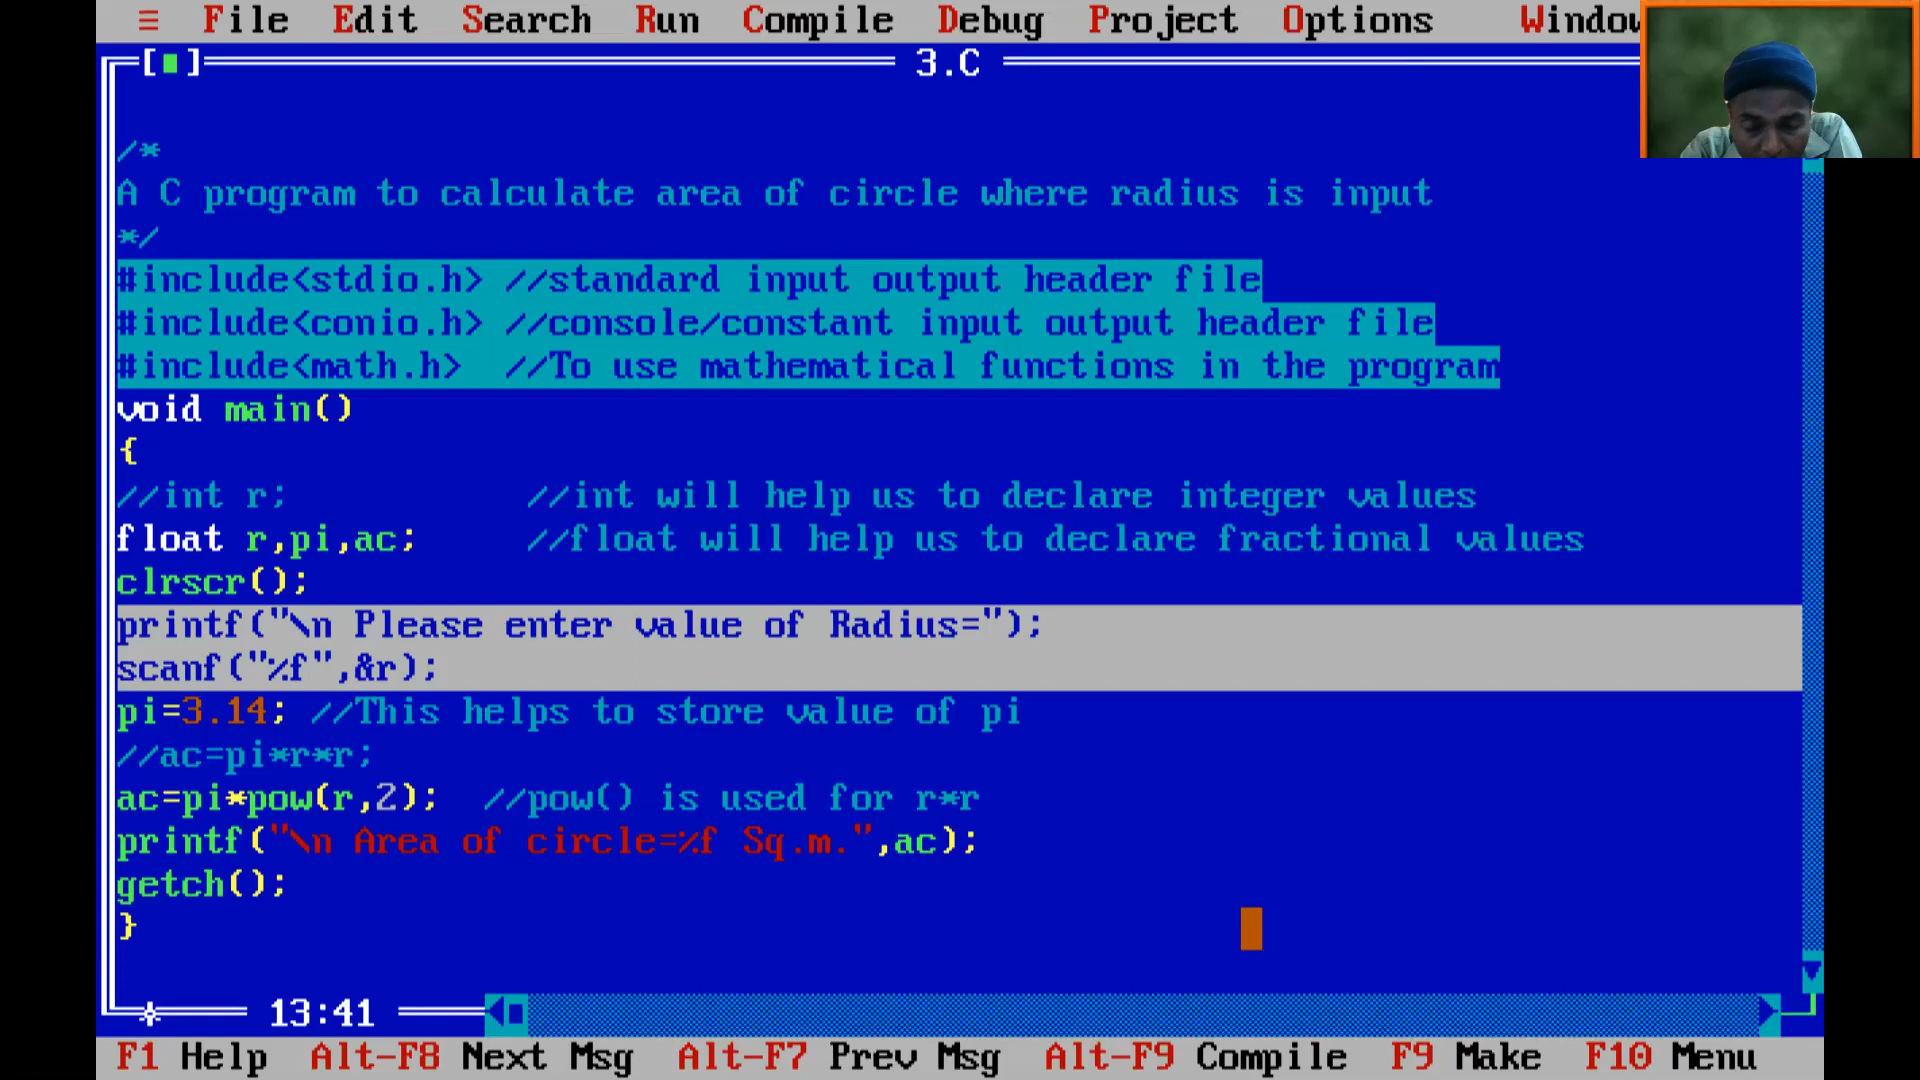 ≡ File Edit Search Run Compile Debug Project Options Window
[■] 3.C
/*
A C program to calculate area of circle where radius is input
*/
#include<stdio.h> //standard input output header file
#include<conio.h> //console/constant input output header file
#include<math.h>  //To use mathematical functions in the program
void main()
{
//int r;           //int will help us to declare integer values
float r,pi,ac;     //float will help us to declare fractional values
clrscr();
printf("\n Please enter value of Radius=");
scanf("%f",&r);
pi=3.14; //This helps to store value of pi
//ac=pi*r*r;
ac=pi*pow(r,2);  //pow() is used for r*r
printf("\n Area of circle=%f Sq.m.",ac);
getch();
}
13:41
F1 Help Alt-F8 Next Msg Alt-F7 Prev Msg Alt-F9 Compile F9 Make F10 Menu